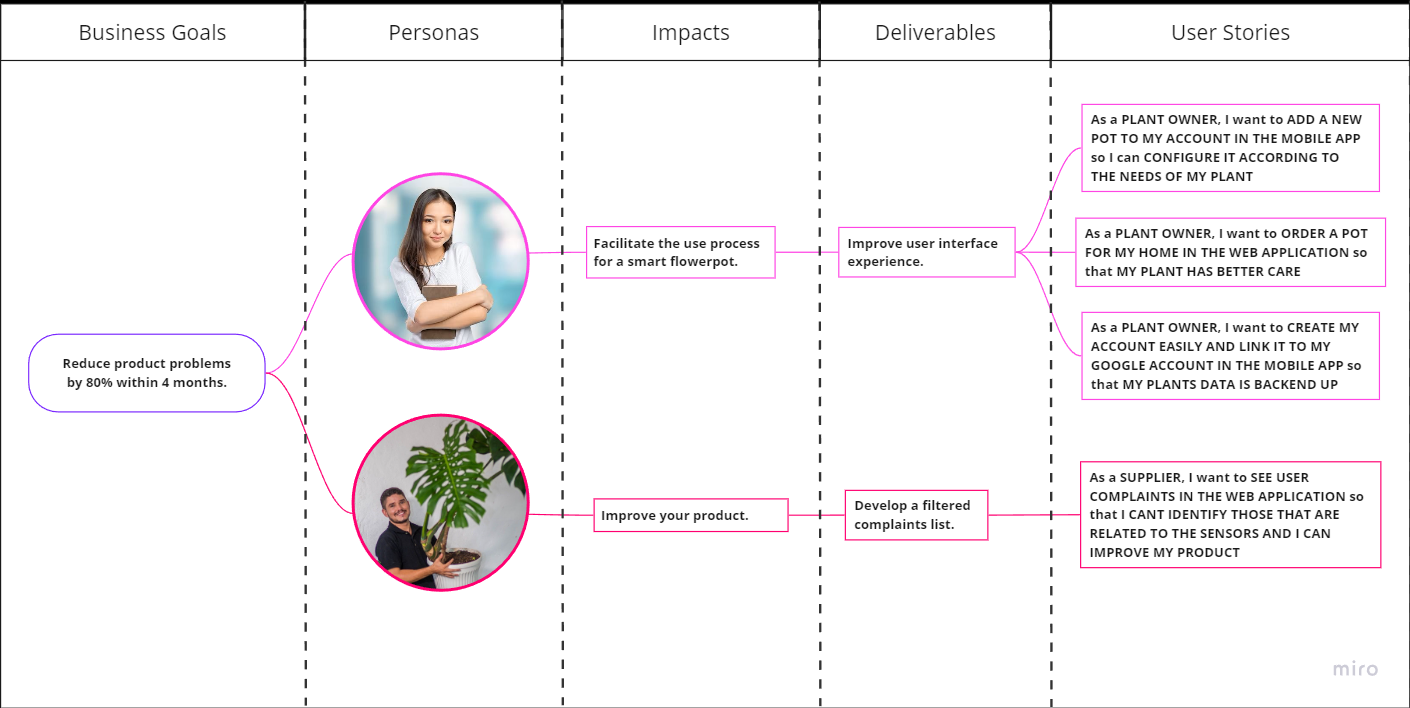 Business Goals
Personas
Impacts
Deliverables
User Stories
Reduce product problems
by 80% within 4 months.
Facilitate the use process
for a smart flowerpot.
Improve user interface
experience.
As a PLANT OWNER, I want to ADD A NEW
POT TO MY ACCOUNT IN THE MOBILE APP
so I can CONFIGURE IT ACCORDING TO
THE NEEDS OF MY PLANT
As a PLANT OWNER, I want to ORDER A POT
FOR MY HOME IN THE WEB APPLICATION so
that MY PLANT HAS BETTER CARE
As a PLANT OWNER, I want to CREATE MY
ACCOUNT EASILY AND LINK IT TO MY
GOOGLE ACCOUNT IN THE MOBILE APP so
that MY PLANTS DATA IS BACKEND UP
Improve your product.
Develop a filtered
complaints list.
As a SUPPLIER, I want to SEE USER
COMPLAINTS IN THE WEB APPLICATION so
that I CANT IDENTIFY THOSE THAT ARE
RELATED TO THE SENSORS AND I CAN
IMPROVE MY PRODUCT
miro